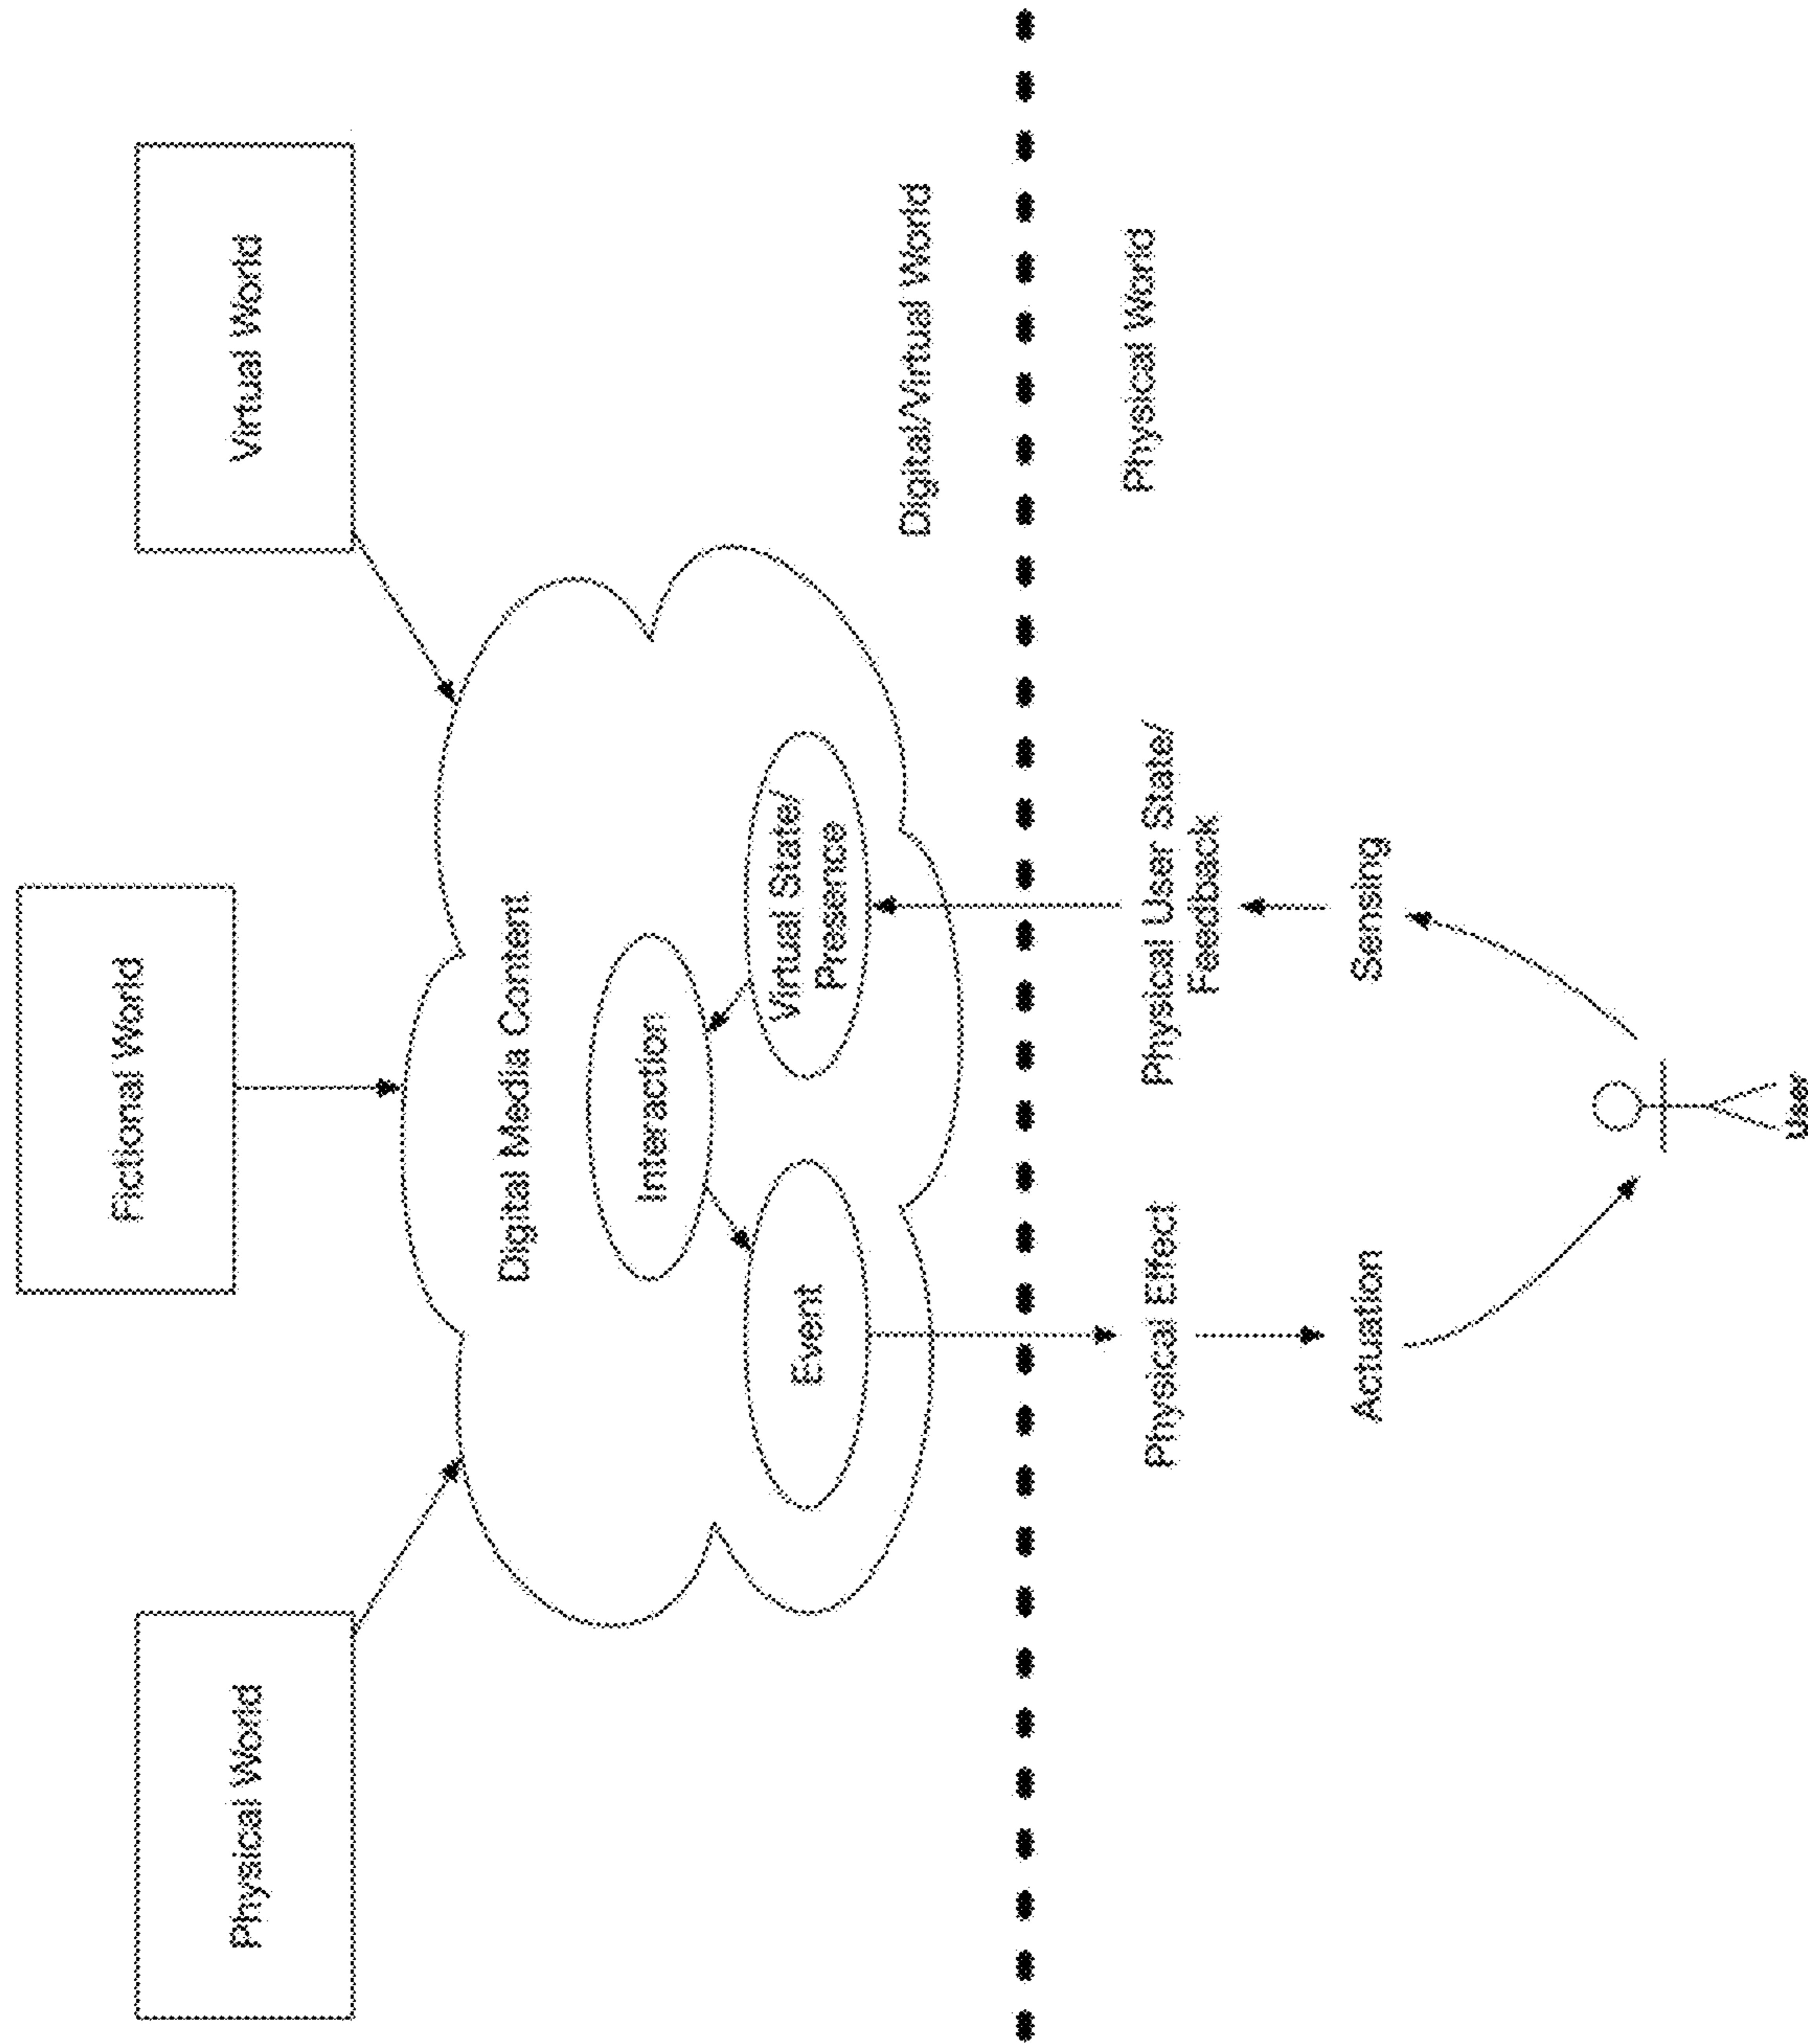 Physical World
Fictional World
Virtual World
Digital Media Content
Interaction
Event
Virtual State/
Presence
Digital/Virtual World
Physical World
Physical Effect
Physical User State/
Feedback
Actuation
Sensing
User